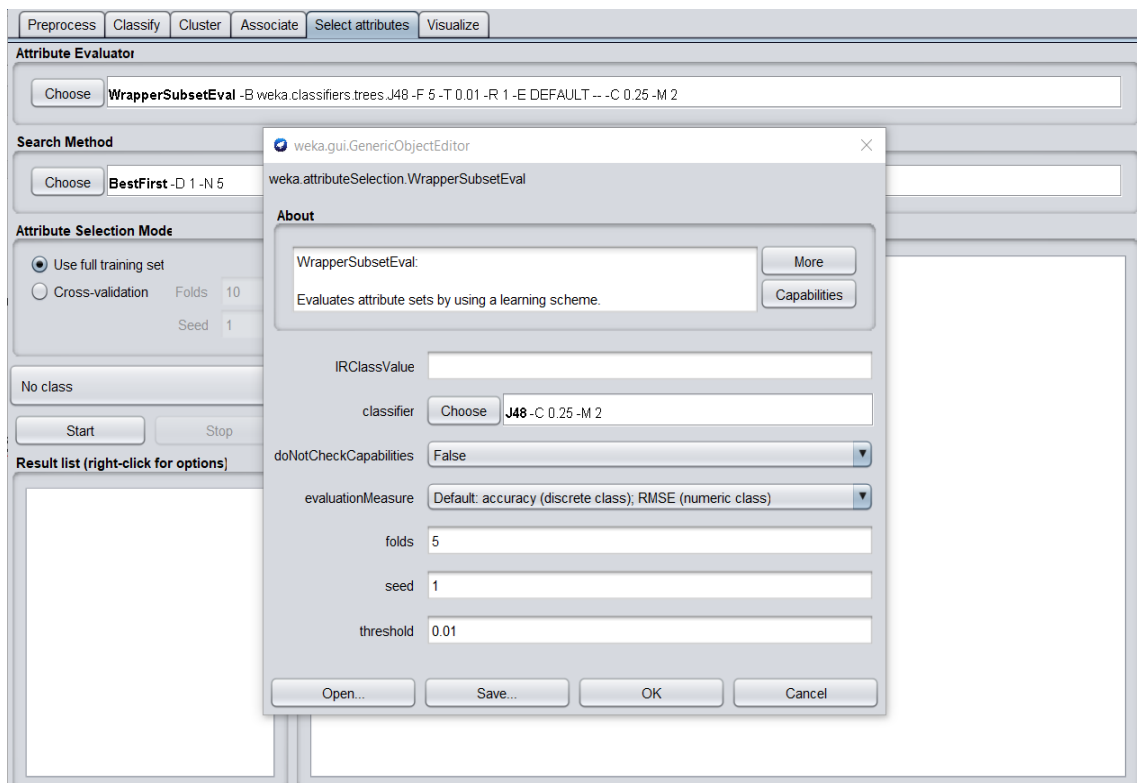 Preprocess Classify Cluster Associate Select attributes Visualize
Attribute Evaluator
Choose WrapperSubsetEval -B weka.classifiers.trees.J48 -F 5 -T 0.01 -R 1 -E DEFAULT -- -C 0.25 -M 2
Search Method
Choose BestFirst -D 1 -N 5
Attribute Selection Mode
Use full training set
Cross-validation Folds 10
Seed 1
No class
Start Stop
Result list (right-click for options)
weka.gui.GenericObjectEditor
weka.attributeSelection.WrapperSubsetEval
About
WrapperSubsetEval:
Evaluates attribute sets by using a learning scheme.
More
Capabilities
IRClassValue
classifier Choose J48 -C 0.25 -M 2
doNotCheckCapabilities False
evaluationMeasure Default: accuracy (discrete class); RMSE (numeric class)
folds 5
seed 1
threshold 0.01
Open... Save... OK Cancel